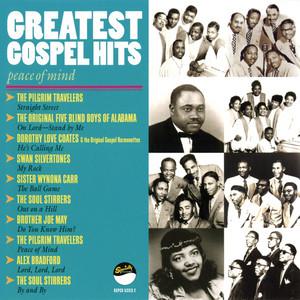 GREATEST
GOSPEL HITS
peace of mind
THE PILGRIM TRAVELERS
Straight Street
THE ORIGINAL FIVE BLIND BOYS OF ALABAMA
Oh Lord—Stand by Me
DOROTHY LOVE COATES & the Original Gospel Harmonettes
He's Calling Me
SWAN SILVERTONES
My Rock
SISTER WYNONA CARR
The Ball Game
THE SOUL STIRRERS
Out on a Hill
BROTHER JOE MAY
Do You Know Him?
THE PILGRIM TRAVELERS
Peace of Mind
ALEX BRADFORD
Lord, Lord, Lord
THE SOUL STIRRERS
By and By
Specialty